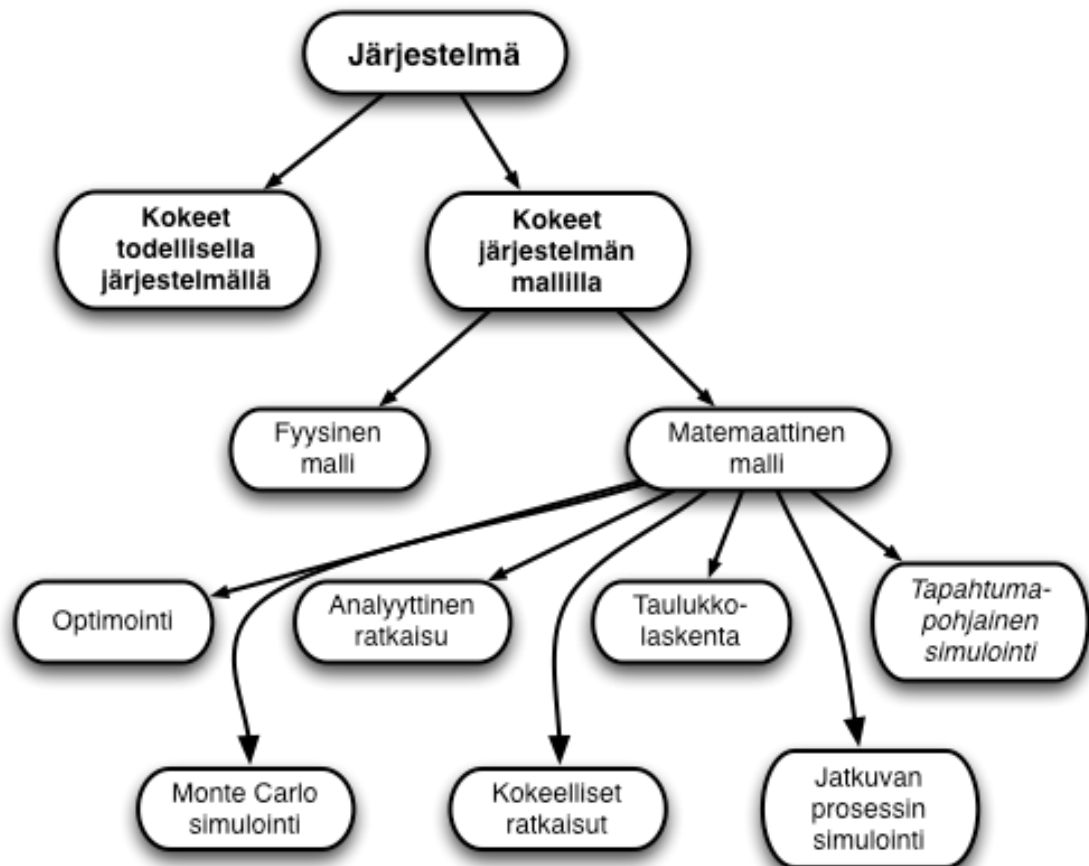 Järjestelmä
Kokeet
todellisella
järjestelmällä
Kokeet
järjestelmän
mallilla
Fyysinen
malli
Matemaattinen
malli
Optimointi
Analyyttinen
ratkaisu
Taulukko-
laskenta
Tapahtuma-
pohjainen
simulointi
Monte Carlo
simulointi
Kokeelliset
ratkaisut
Jatkuvan
prosessin
simulointi